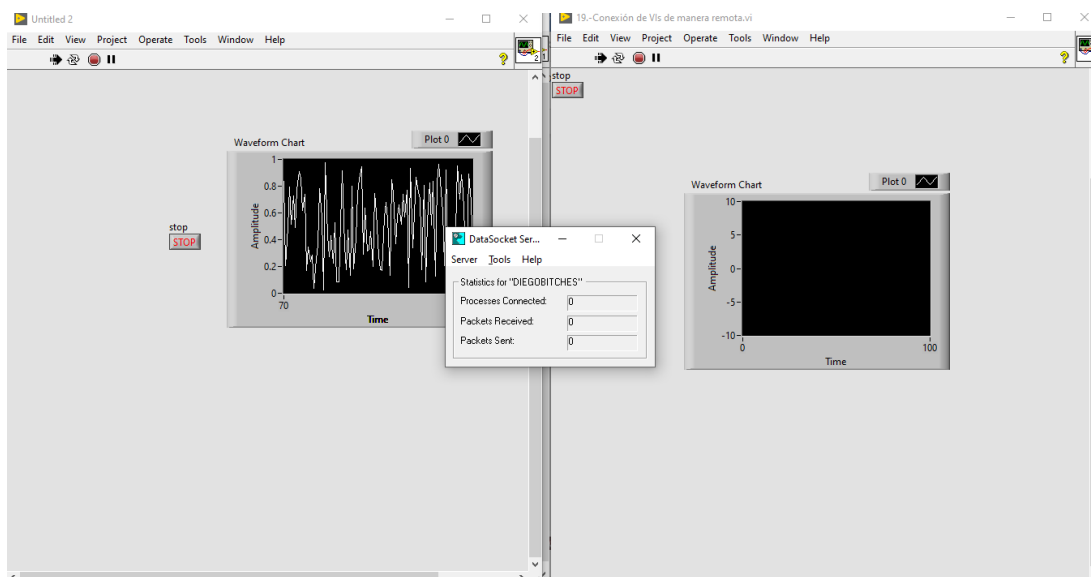 Untitled 2
File Edit View Project Operate Tools Window Help
2
stop
STOP
Waveform Chart
Plot 0
Amplitude
1
0.8
0.6
0.4
0.2
0
70
Time
DataSocket Ser...
Server Tools Help
Statistics for "DIEGOBITCHES"
Processes Connected: 0
Packets Received: 0
Packets Sent: 0
19.-Conexión de VIs de manera remota.vi
File Edit View Project Operate Tools Window Help
stop
STOP
Waveform Chart
Plot 0
Amplitude
10
5
0
-5
-10
0 100
Time